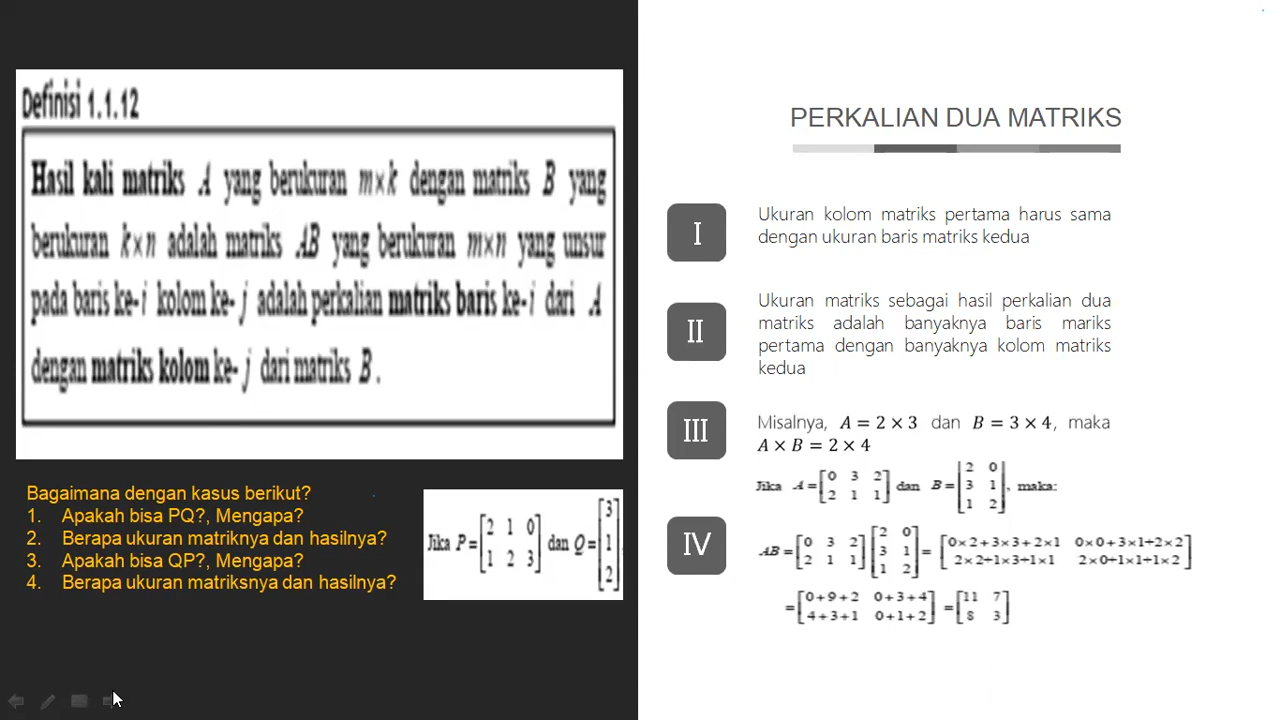 Definisi 1.1.12
Hasil kali matriks A yang berukuran m×k dengan matriks B yang
berukuran k×n adalah matriks AB yang berukuran m×n yang unsur
pada baris ke-i kolom ke- j adalah perkalian matriks baris ke-i dari A
dengan matriks kolom ke- j dari matriks B .
Bagaimana dengan kasus berikut?
1. Apakah bisa PQ?, Mengapa?
2. Berapa ukuran matriknya dan hasilnya?
3. Apakah bisa QP?, Mengapa?
4. Berapa ukuran matriksnya dan hasilnya?
Jika P=[2 1 0; 1 2 3] dan Q=[3; 1; 2]
PERKALIAN DUA MATRIKS
I
Ukuran kolom matriks pertama harus sama
dengan ukuran baris matriks kedua
II
Ukuran matriks sebagai hasil perkalian dua
matriks adalah banyaknya baris mariks
pertama dengan banyaknya kolom matriks
kedua
III
Misalnya, A = 2 × 3 dan B = 3 × 4, maka
A × B = 2 × 4
IV
Jika A=[0 3 2; 2 1 1] dan B=[2 0; 3 1; 1 2], maka:
AB=[0 3 2; 2 1 1][2 0; 3 1; 1 2]=[0×2+3×3+2×1 0×0+3×1+2×2; 2×2+1×3+1×1 2×0+1×1+1×2]
=[0+9+2 0+3+4; 4+3+1 0+1+2]=[11 7; 8 3]